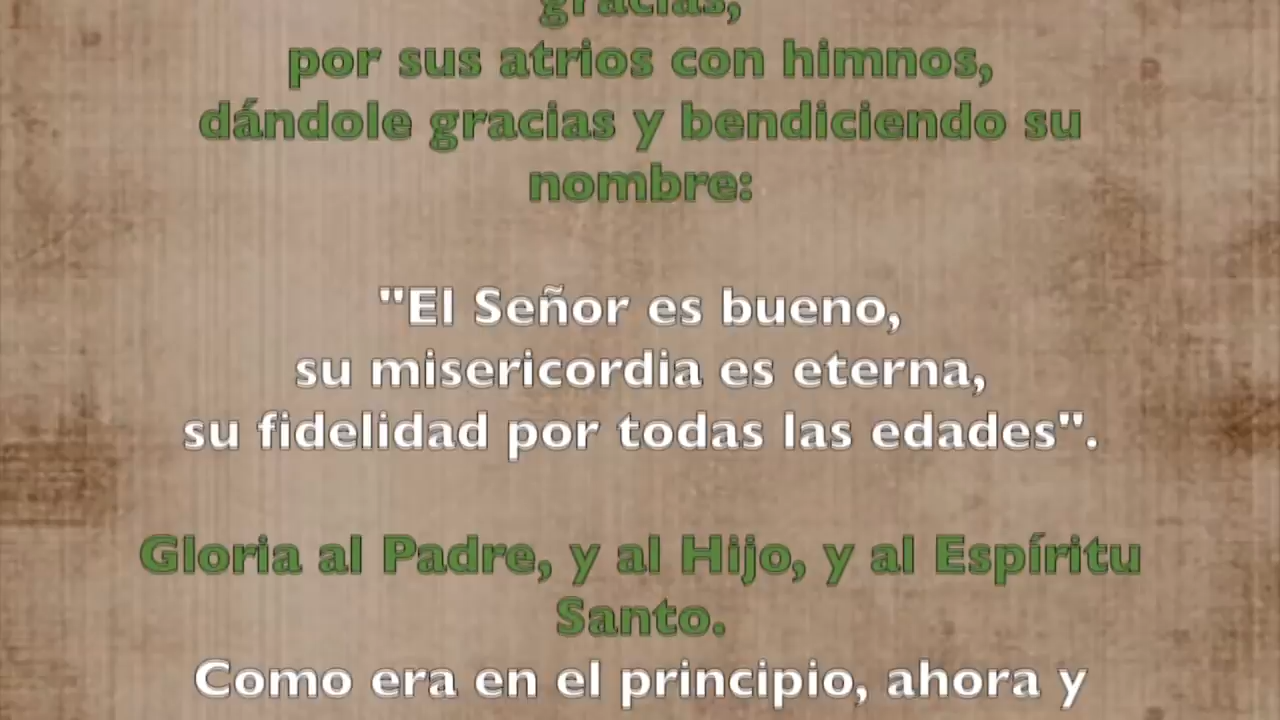 gracias,
por sus atrios con himnos,
dándole gracias y bendiciendo su
nombre:
"El Señor es bueno,
su misericordia es eterna,
su fidelidad por todas las edades".
Gloria al Padre, y al Hijo, y al Espíritu
Santo.
Como era en el principio, ahora y